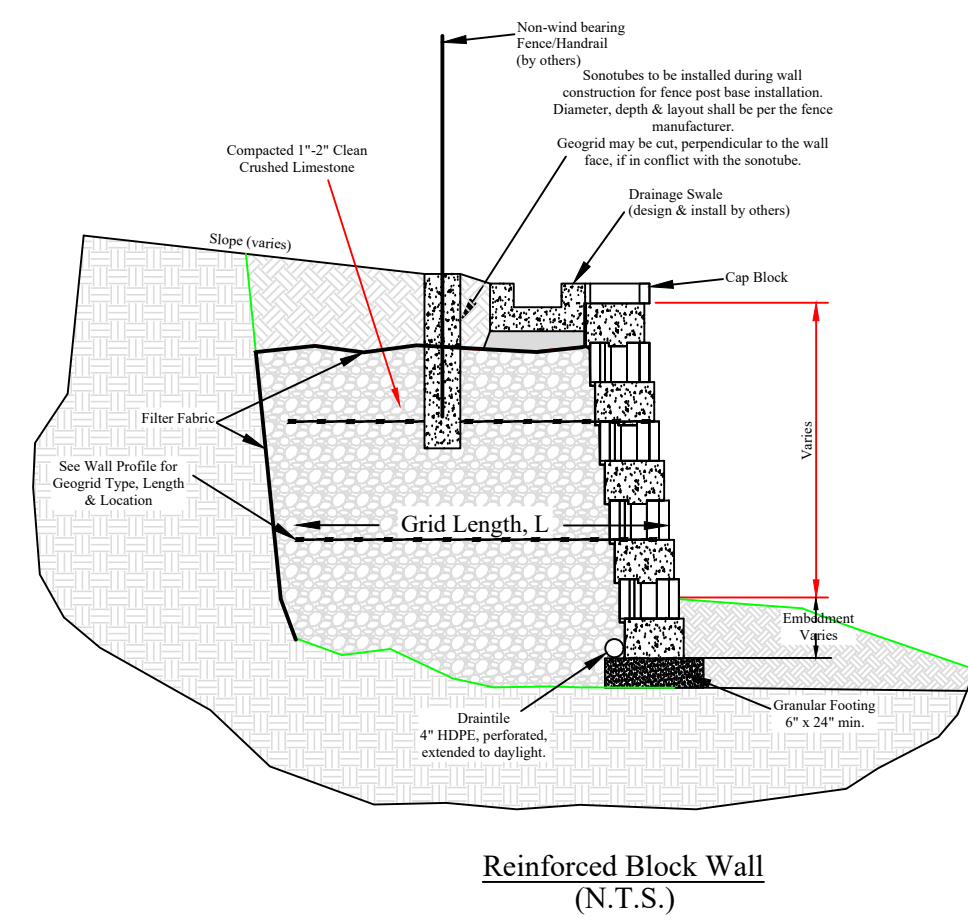 Non-wind bearing
Fence/Handrail
(by others)
Sonotubes to be installed during wall
construction for fence post base installation.
Diameter, depth & layout shall be per the fence
manufacturer.
Geogrid may be cut, perpendicular to the wall
face, if in conflict with the sonotube.
Compacted 1"-2" Clean
Crushed Limestone
Drainage Swale
(design & install by others)
Slope (varies)
Cap Block
Filter Fabric
Varies
See Wall Profile for
Geogrid Type, Length
& Location
Grid Length, L
Embedment
Varies
Draintile
4" HDPE, perforated,
extended to daylight.
Granular Footing
6" x 24" min.
Reinforced Block Wall
(N.T.S.)